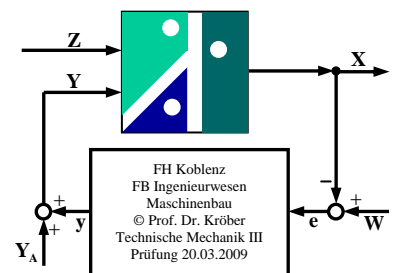 Z
X
Y
–
+
+
+
y
e
W
Y_A
FH Koblenz
FB Ingenieurwesen
Maschinenbau
© Prof. Dr. Kröber
Technische Mechanik III
Prüfung 20.03.2009